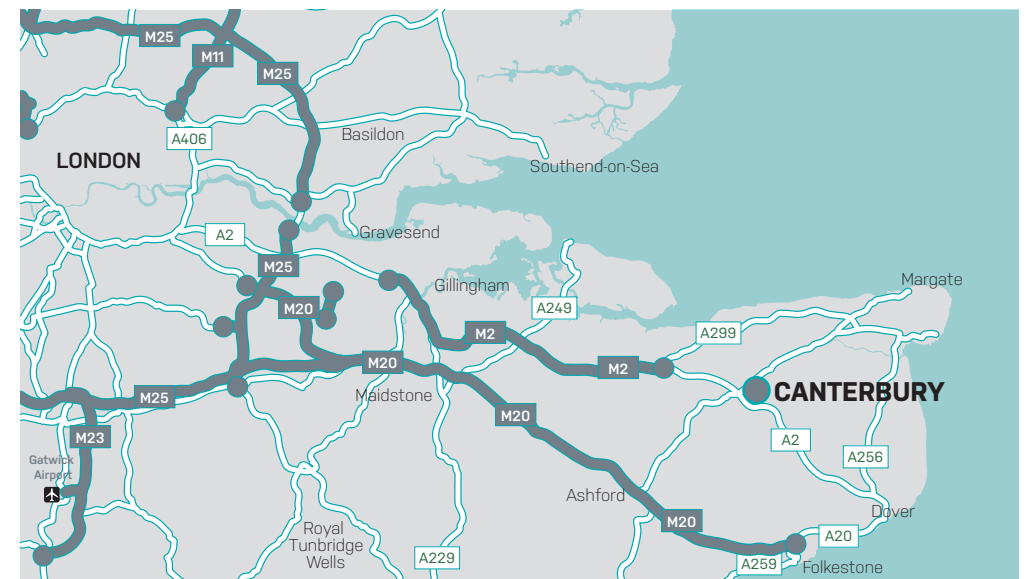 M25
M11
M25
A406
Basildon
LONDON
Southend-on-Sea
A2
Gravesend
M25
Gillingham
Margate
M20
A249
M2
A299
M20
M2
Maidstone
CANTERBURY
M25
M20
M23
A2
Gatwick
Airport
A256
Ashford
Dover
M20
Royal
Tunbridge
Wells
A20
A229
A259
Folkestone